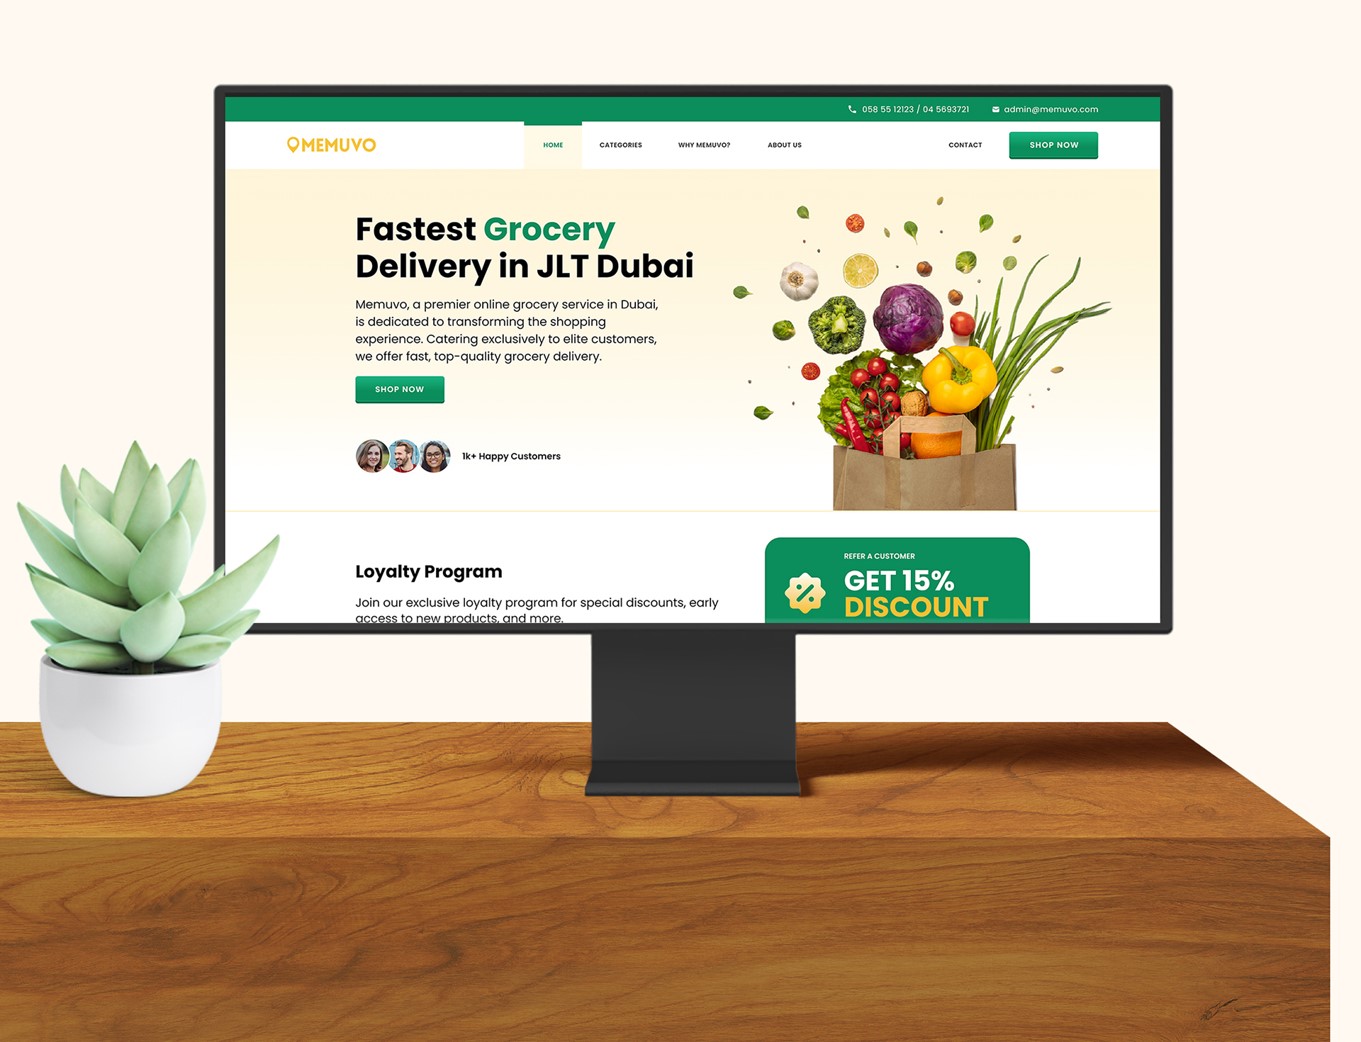 058 55 12123 / 04 5693721 admin@memuvo.com
MEMUVO HOME CATEGORIES WHY MEMUVO? ABOUT US CONTACT SHOP NOW
Fastest Grocery
Delivery in JLT Dubai
Memuvo, a premier online grocery service in Dubai,
is dedicated to transforming the shopping
experience. Catering exclusively to elite customers,
we offer fast, top-quality grocery delivery.
SHOP NOW
1k+ Happy Customers
Loyalty Program
Join our exclusive loyalty program for special discounts, early
access to new products, and more.
REFER A CUSTOMER
GET 15%
DISCOUNT